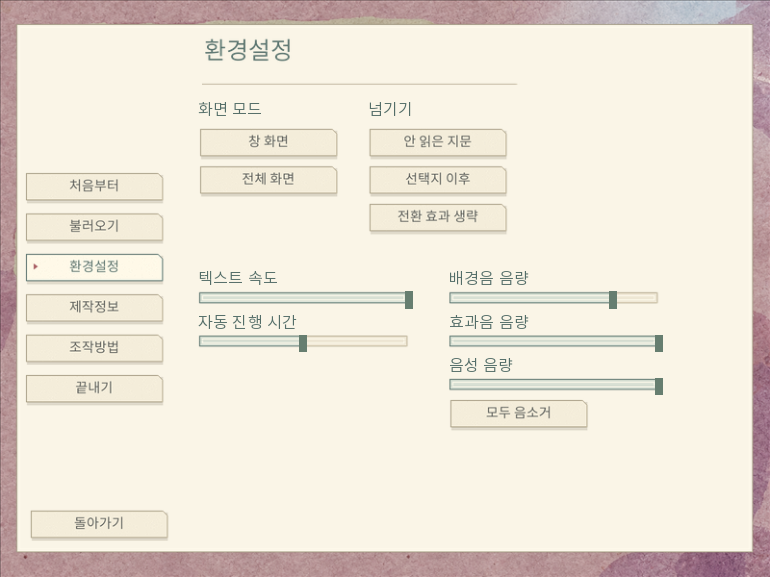 환경설정
화면 모드
넘기기
창 화면
안 읽은 지문
전체 화면
선택지 이후
전환 효과 생략
처음부터
불러오기
환경설정
제작정보
조작방법
끝내기
텍스트 속도
자동 진행 시간
배경음 음량
효과음 음량
음성 음량
모두 음소거
돌아가기